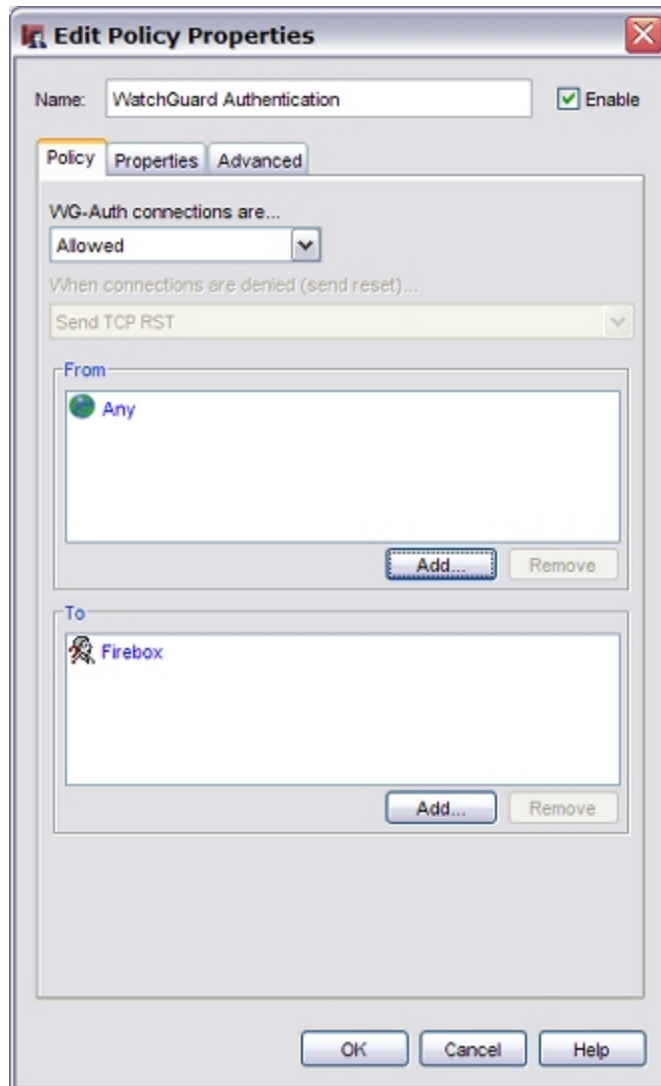 Edit Policy Properties
Name: WatchGuard Authentication Enable
Policy Properties Advanced
WG-Auth connections are...
Allowed
When connections are denied (send reset)...
Send TCP RST
From
Any
Add... Remove
To
Firebox
Add... Remove
OK Cancel Help